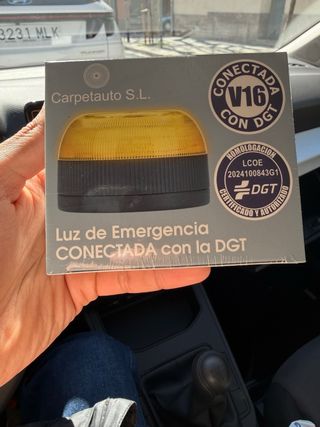 3231 MLK
Carpetauto S.L.
CONECTADA
V16
CON DGT
HOMOLOGACIÓN
LCOE
2024100843G1
DGT
CERTIFICADO Y AUTORIZADO
Luz de Emergencia
CONECTADA con la DGT